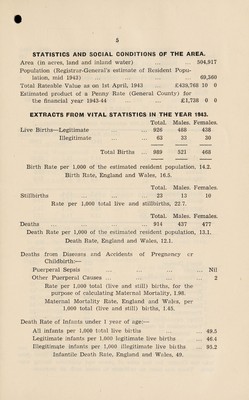 5
STATISTICS AND SOCIAL CONDITIONS OF THE AREA.
Area (in acres, land and inland water) ... ... 504,917
Population (Registrar-General's estimate of Resident Popu-
lation, mid 1943) ... ... ... ... 69,560
Total Rateable Value as on 1st April, 1943 ... £439,768 10 0
Estimated product of a Penny Rate (General County) for
the financial year 1943-44 ... ... £1,758 0 0
EXTRACTS FROM VITAL STATISTICS IN THE YEAR 1943.
Total. Males. Females.
Live Births—Legitimate ... ... 926 488 438
Illegitimate ... ... 63 33 30
Total Births ... 989 521 468
Birth Rate per 1,000 of the estimated resident population, 14.2.
Birth Rate, England and Wales, 16.5.
Total. Males. Females.
Stillbirths ... ... ... 23 13 10
Rate per 1,000 total live and stillbirths, 22.7.
Total. Males. Females.
Deaths ... ... ... ... 914 437 477
Death Rate per 1,000 of the estimated resident population, 13.1.
Death Rate, England and Wales, 12.1.
Deaths from Diseases and Accidents of Pregnancy or
Childbirth—
Puerperal Sepsis ... ... ... ... Nil
Other Puerperal Causes ... ... ... ... 2
Rate per 1,000 total (live and still) births, for the
purpose of calculating Maternal Mortality, 1.98.
Maternal Mortality Rate, England and Wales, per
1,000 total (live and still) births,
Death Rate of Infants under 1 year of age:—
All infants per 1,000 total live births ... 49.5
Legitimate infants per 1,000 legitimate live births ... 46.4
Illegitimate infants per 1,000 illegitimate live births ... 95.2
Infantile Death Rate, England and Wales, 49.